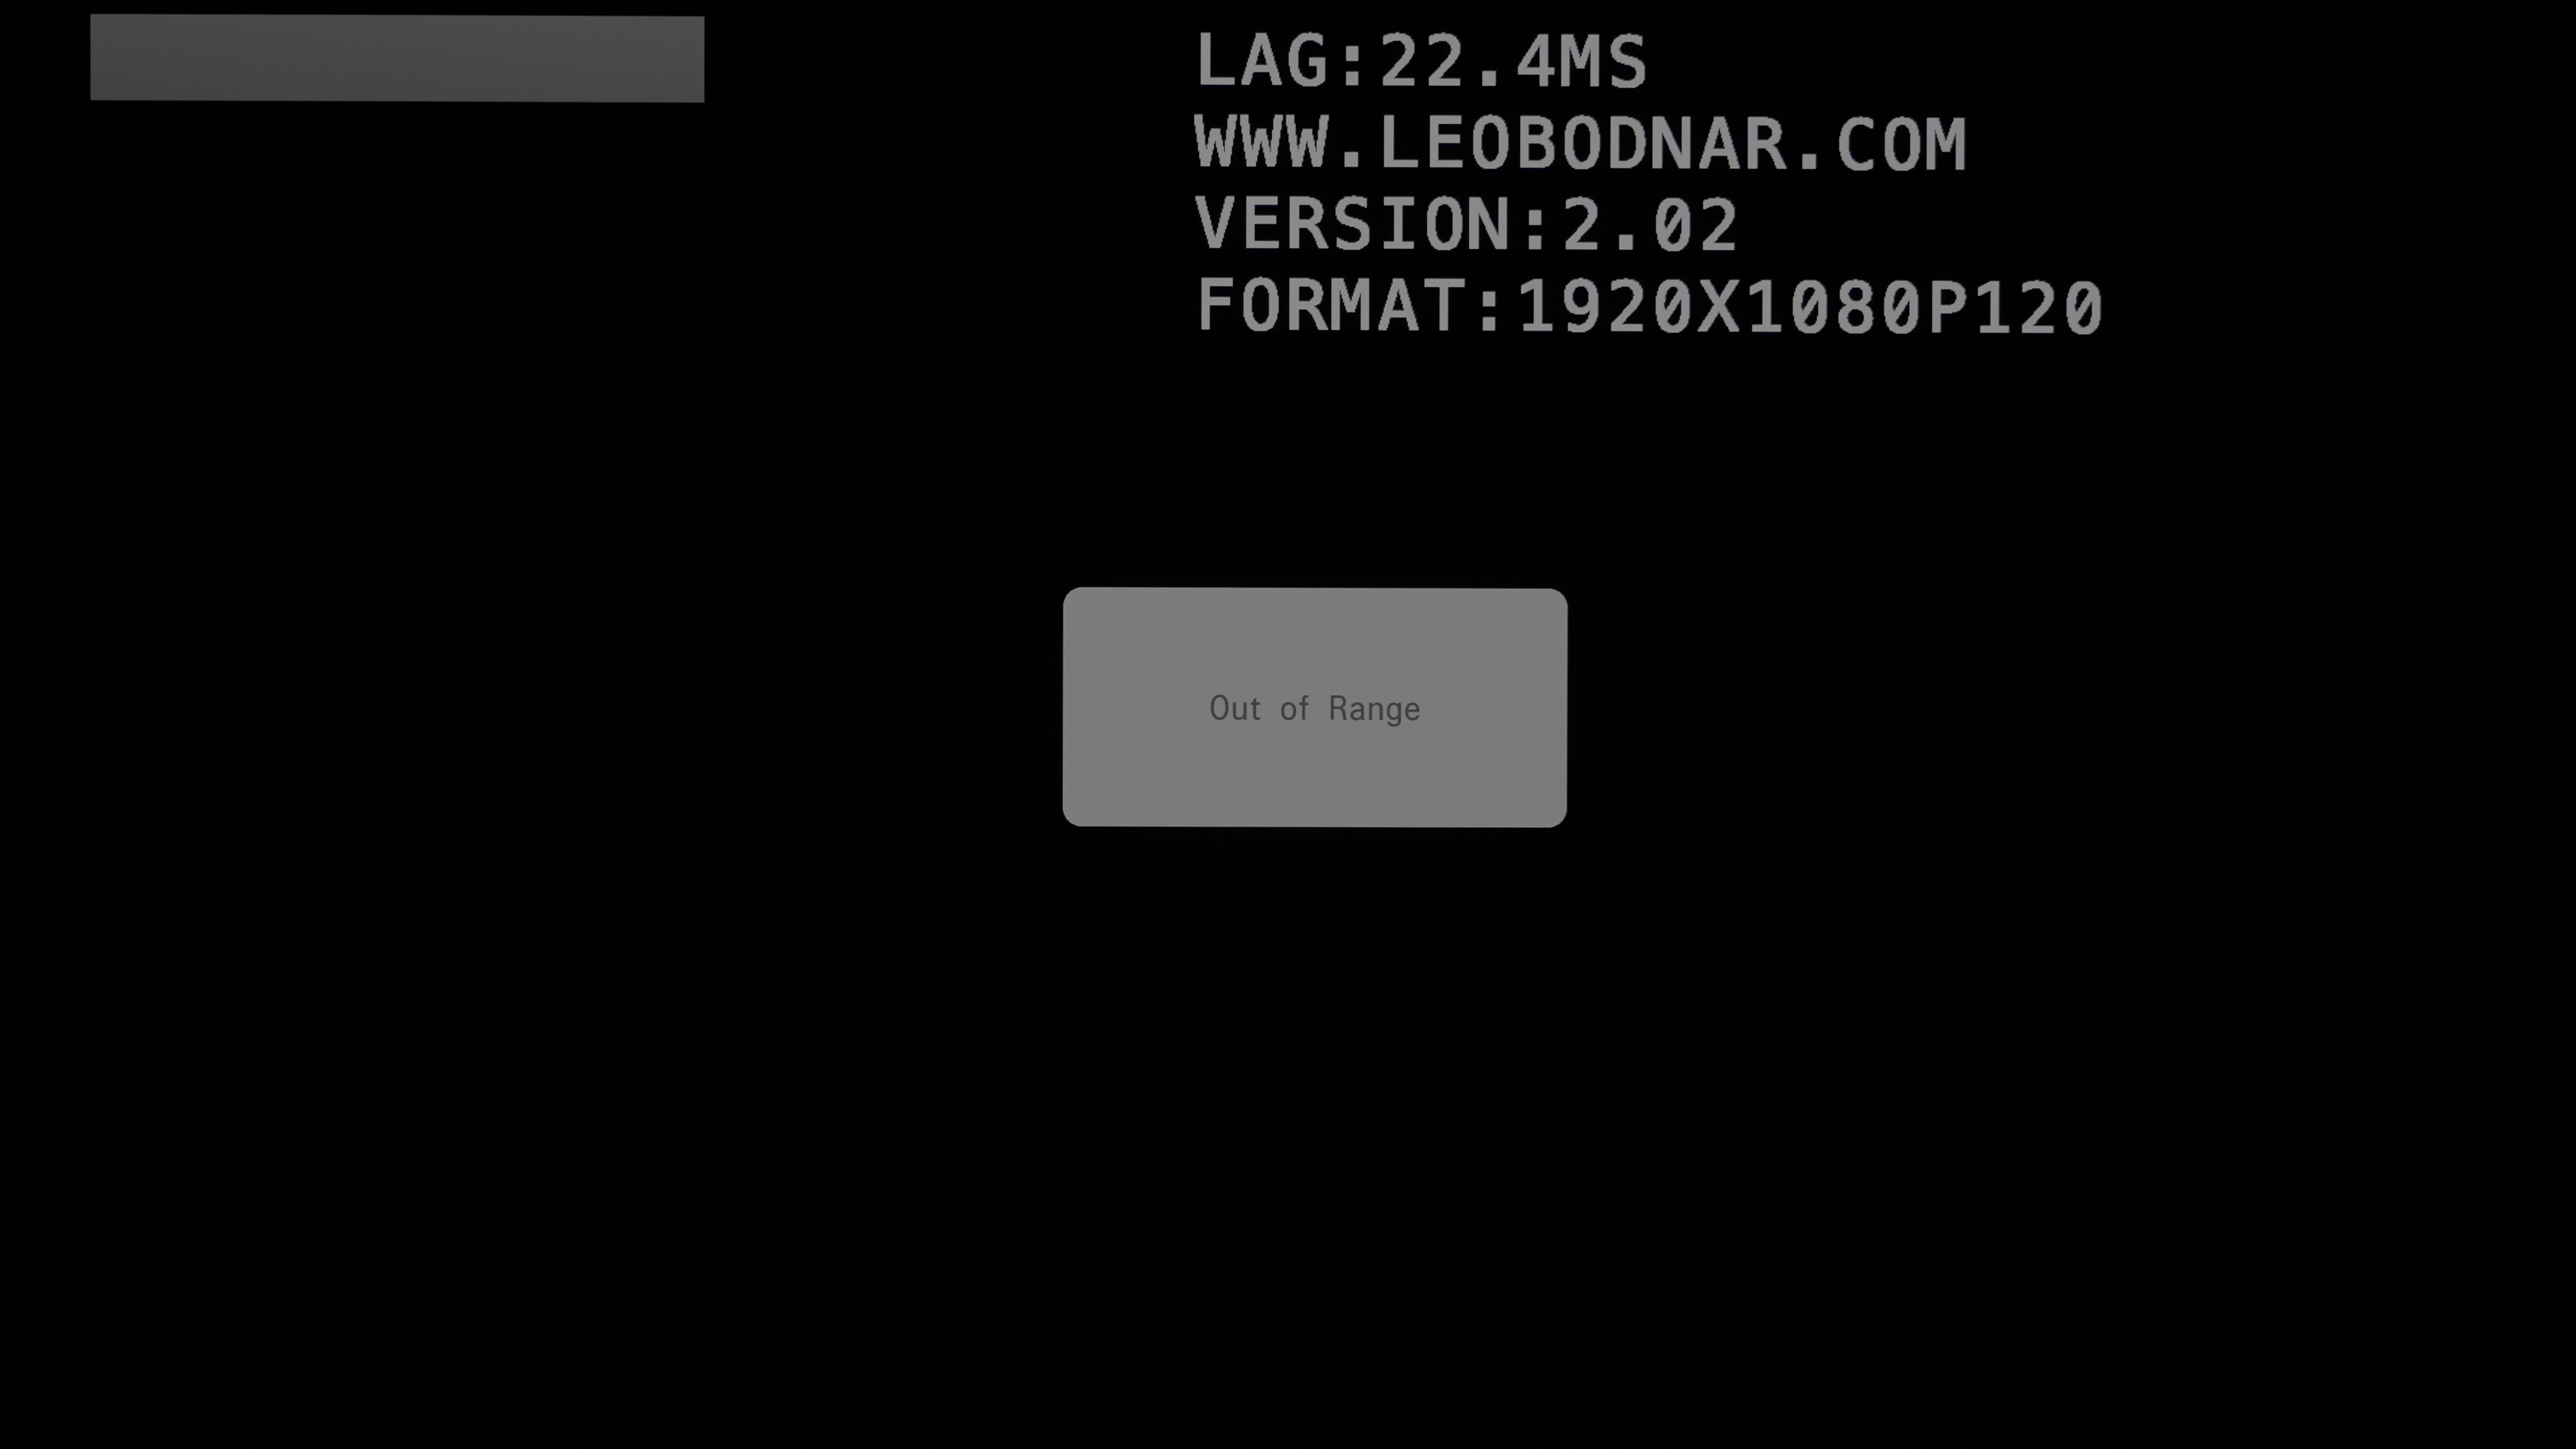 LAG:22.4MS
WWW.LEOBODNAR.COM
VERSION:2.02
FORMAT:1920X1080P120
Out of Range